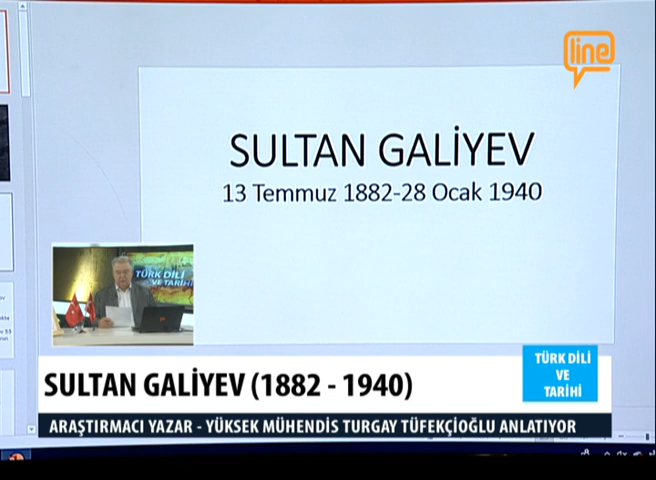 line
SULTAN GALİYEV
13 Temmuz 1882-28 Ocak 1940
TÜRK DİLİ
VE TARİHİ
SULTAN GALİYEV (1882 - 1940)
TÜRK DİLİ
VE
TARİHİ
ARAŞTIRMACI YAZAR - YÜKSEK MÜHENDİS TURGAY TÜFEKÇİOĞLU ANLATIYOR